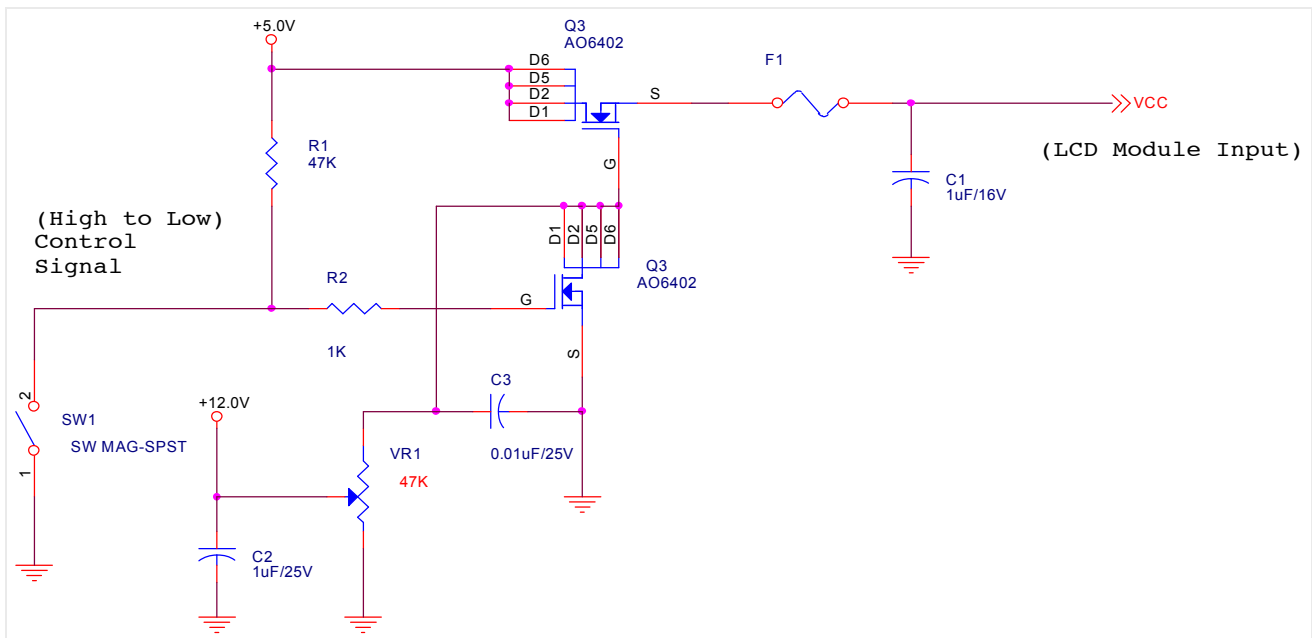 +5.0V
Q3
AO6402
F1
D6
D5
D2
D1
S
VCC
(LCD Module Input)
R1
47K
G
C1
1uF/16V
(High to Low)
Control
Signal
D1
D2
D5
D6
Q3
AO6402
R2
G
1K
S
C3
2
+12.0V
SW1
SW MAG-SPST
VR1
0.01uF/25V
1
47K
C2
1uF/25V